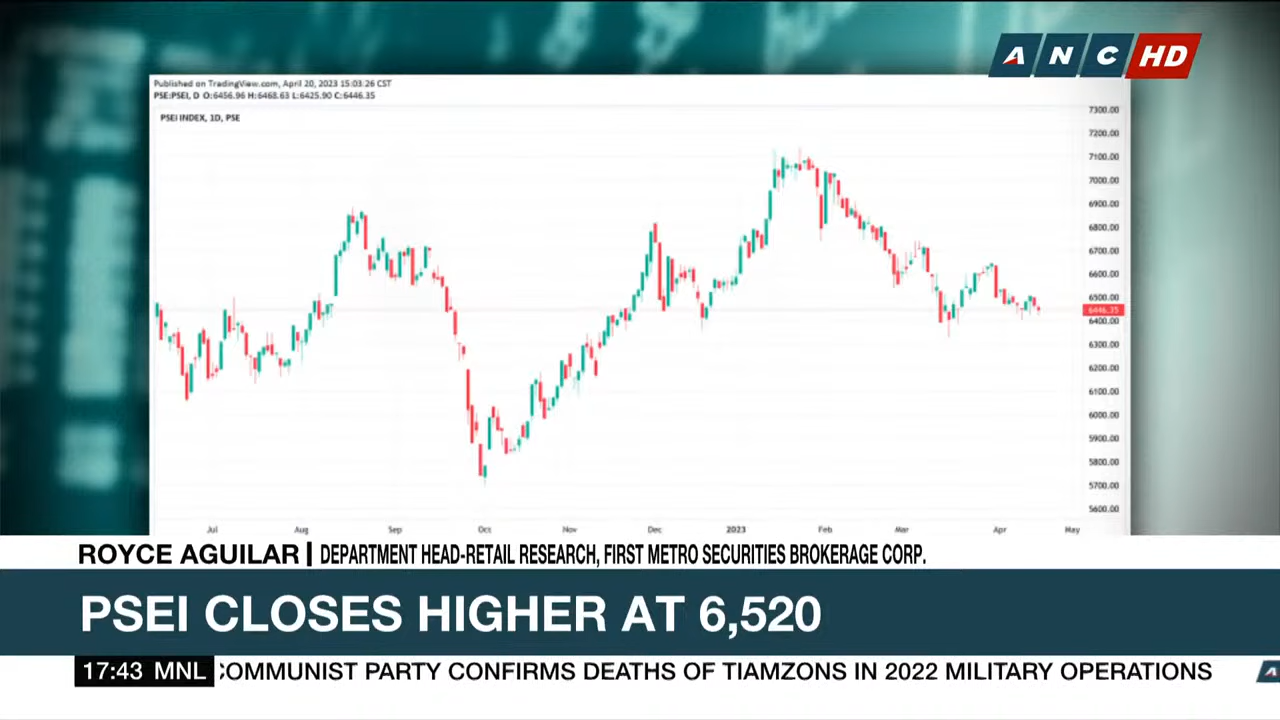 ANC HD
Published on TradingView.com, April 20, 2023 15:03:26 CST
PSE:PSEI, D O:6456.96 H:6468.63 L:6425.90 C:6446.35
PSEI INDEX, 1D, PSE
7300.00
7200.00
7100.00
7000.00
6900.00
6800.00
6700.00
6600.00
6500.00
6446.35
6400.00
6300.00
6200.00
6100.00
6000.00
5900.00
5800.00
5700.00
5600.00
Jul Aug Sep Oct Nov Dec 2023 Feb Mar Apr May
ROYCE AGUILAR | DEPARTMENT HEAD-RETAIL RESEARCH, FIRST METRO SECURITIES BROKERAGE CORP.
PSEI CLOSES HIGHER AT 6,520
17:43 MNL COMMUNIST PARTY CONFIRMS DEATHS OF TIAMZONS IN 2022 MILITARY OPERATIONS